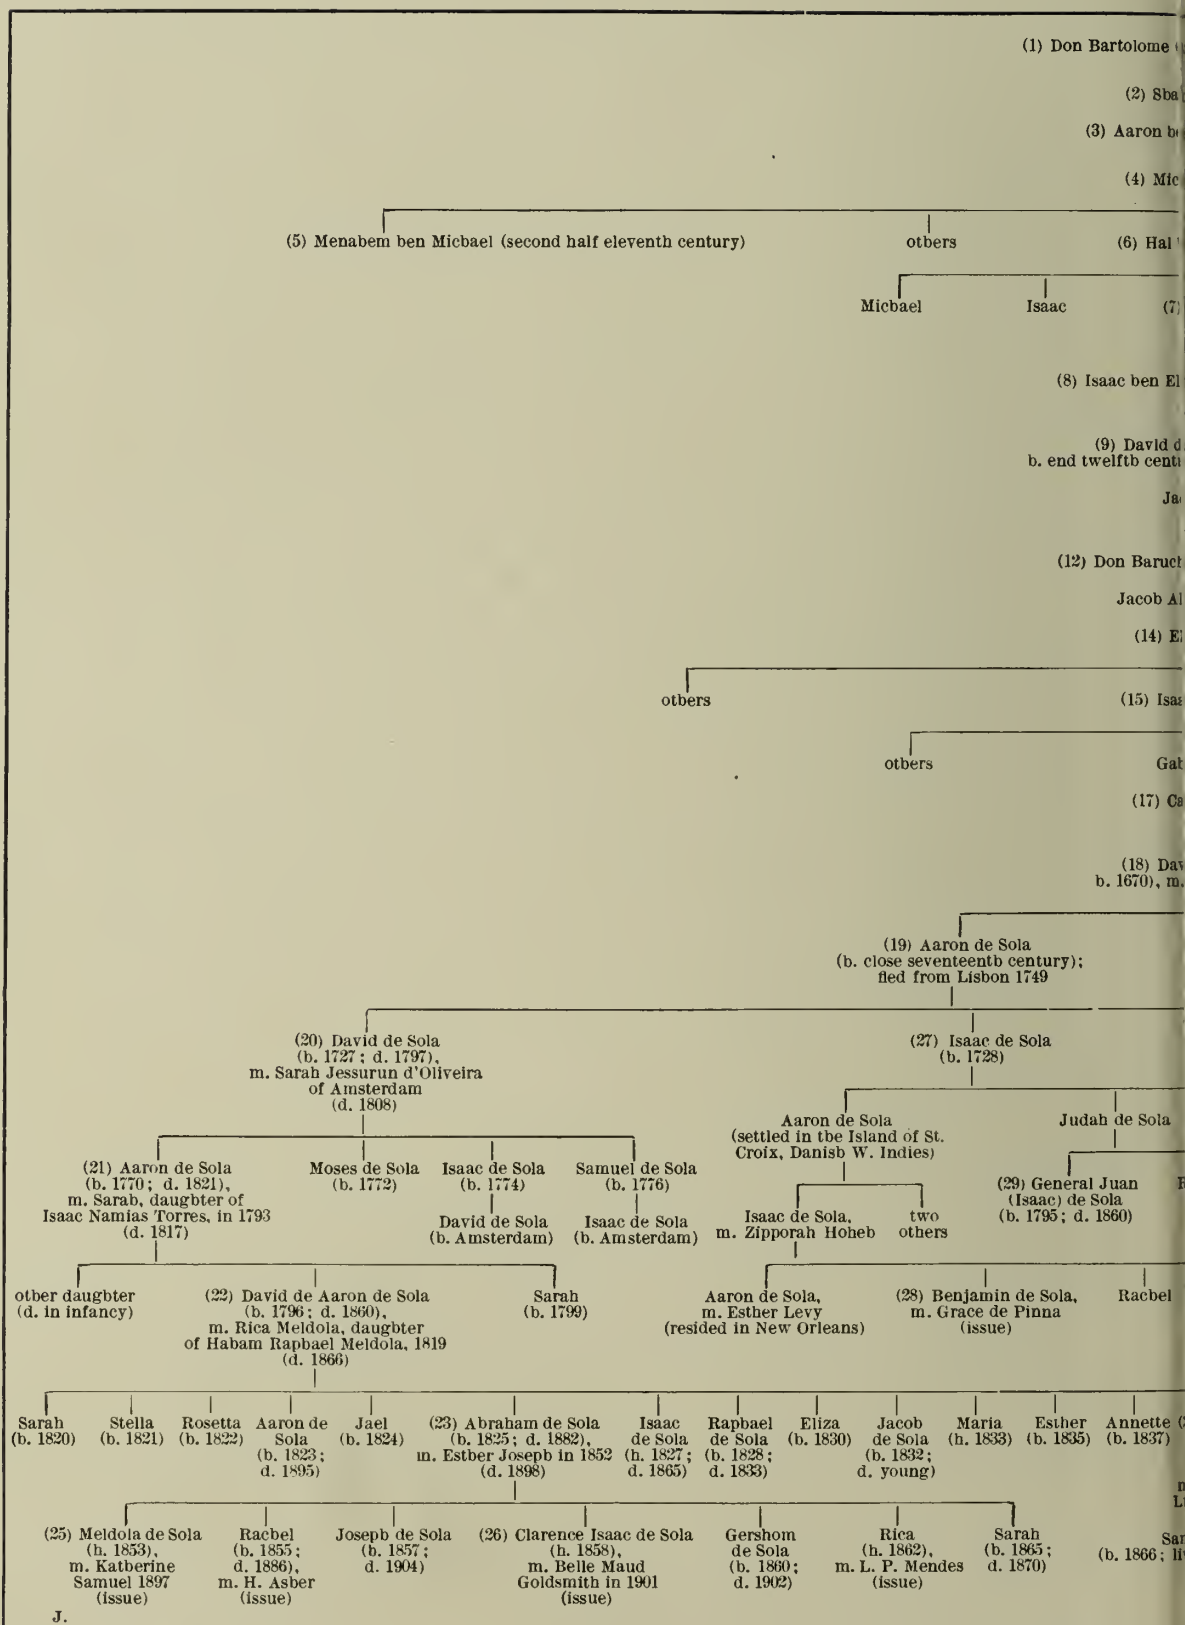 (1) Don Bartolome
(2) Sba
(3) Aaron b
(4) Mic
(5) Menabem ben Micbael (second half eleventh century) otbers (6) Hal
Micbael Isaac (7)
(8) Isaac ben El
(9) David d
b. end twelftb cent
Ja
(12) Don Baruch
Jacob Al
(14) E
otbers (15) Isa
otbers Gab
(17) Ca
(18) Dav
b. 1670), m.
(19) Aaron de Sola
(b. close seventeentb century);
fled from Lisbon 1749
(20) David de Sola
(b. 1727; d. 1797),
m. Sarah Jessurun d'Oliveira
of Amsterdam
(d. 1808)
(27) Isaac de Sola
(b. 1728)
Aaron de Sola
(settled in tbe Island of St.
Croix, Danisb W. Indies)
Judah de Sola
(21) Aaron de Sola
(b. 1770; d. 1821),
m. Sarab, daugbter of
Isaac Namias Torres, in 1793
(d. 1817)
Moses de Sola
(b. 1772)
Isaac de Sola
(b. 1774)
Samuel de Sola
(b. 1776)
David de Sola
(b. Amsterdam)
Isaac de Sola
(b. Amsterdam)
Isaac de Sola,
m. Zipporah Hoheb
two
others
(29) General Juan
(Isaac) de Sola
(b. 1795; d. 1860)
otber daugbter
(d. in infancy)
(22) David de Aaron de Sola
(b. 1796; d. 1860),
m. Rica Meldola, daugbter
of Habam Rapbael Meldola, 1819
(d. 1866)
Sarah
(b. 1799)
Aaron de Sola,
m. Esther Levy
(resided in New Orleans)
(28) Benjamin de Sola,
m. Grace de Pinna
(issue)
Racbel
Sarah
(b. 1820)
Stella
(b. 1821)
Rosetta
(b. 1822)
Aaron de
Sola
(b. 1823;
d. 1895)
Jael
(b. 1824)
(23) Abraham de Sola
(b. 1825; d. 1882),
m. Estber Josepb in 1852
(d. 1898)
Isaac
de Sola
(h. 1827;
d. 1865)
Rapbael
de Sola
(b. 1828;
d. 1833)
Eliza
(b. 1830)
Jacob
de Sola
(b. 1832;
d. young)
Maria
(h. 1833)
Estber
(b. 1835)
Annette
(b. 1837)
(25) Meldola de Sola
(h. 1853),
m. Katberine
Samuel 1897
(issue)
Racbel
(b. 1855;
d. 1886),
m. H. Asber
(issue)
Josepb de Sola
(b. 1857;
d. 1904)
(26) Clarence Isaac de Sola
(h. 1858),
m. Belle Maud
Goldsmith in 1901
(issue)
Gershom
de Sola
(b. 1860;
d. 1902)
Rica
(h. 1862),
m. L. P. Mendes
(issue)
Sarah
(b. 1865;
d. 1870)
San
(b. 1866; li
J.